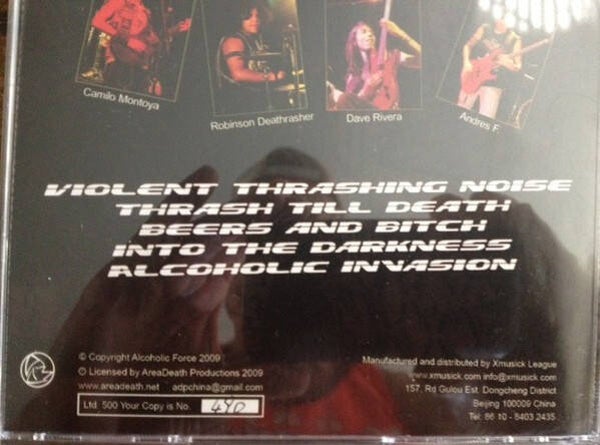 Camilo Montoya
Robinson Deathrasher
Dave Rivera
Andres F.
VIOLENT THRASHING NOISE
THRASH TILL DEATH
BEERS AND BITCH
INTO THE DARKNESS
ALCOHOLIC INVASION
© Copyright Alcoholic Force 2009
℗ Licensed by AreaDeath Productions 2009
www.areadeath.net adpchina@gmail.com
Ltd. 500 Your Copy is No.
Manufactured and distributed by Xmusick League
www.xmusick.com info@xmusick.com
157, Rd Gulou Est. Dongcheng District
Beijing 100009 China
Tel: 86 10 - 8403 2435